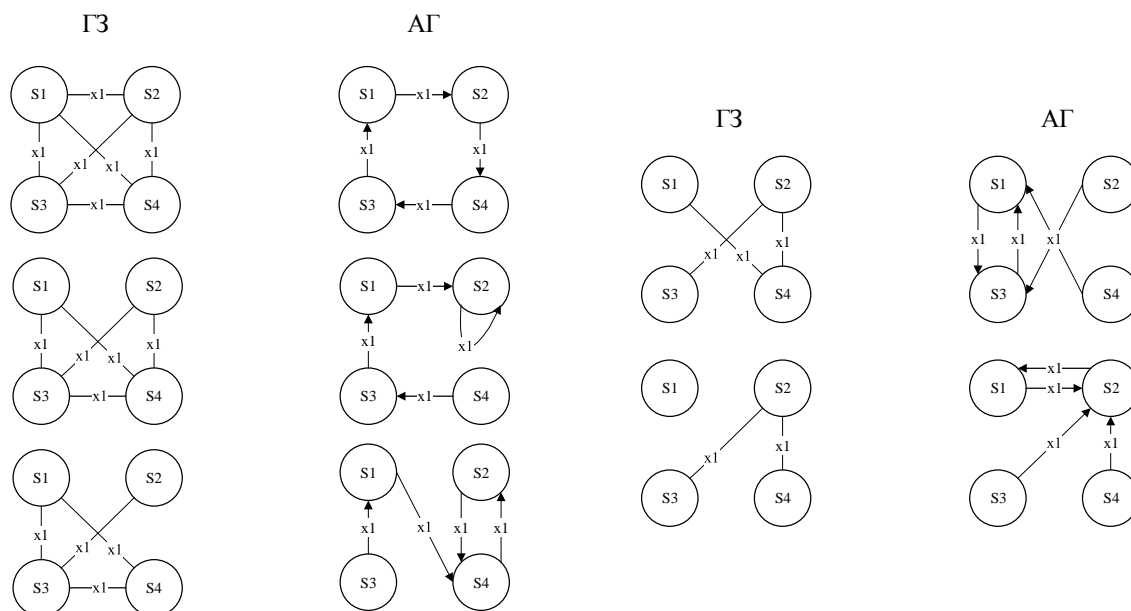 ГЗ АГ
S1 x1 S2 S1 x1 S2
x1 x1 x1 x1 x1 x1
S3 x1 S4 S3 x1 S4
S1 S2 S1 x1 S2
x1 x1 x1 x1 x1 x1
S3 x1 S4 S3 x1 S4
S1 S2 S1 S2
x1 x1 x1 x1 x1 x1 x1
S3 x1 S4 S3 S4
ГЗ АГ
S1 S2 S1 S2
x1 x1 x1 x1 x1 x1
S3 S4 S3 S4
x1
S1 S2 S1 x1 S2
x1 x1 x1 x1
S3 S4 S3 S4